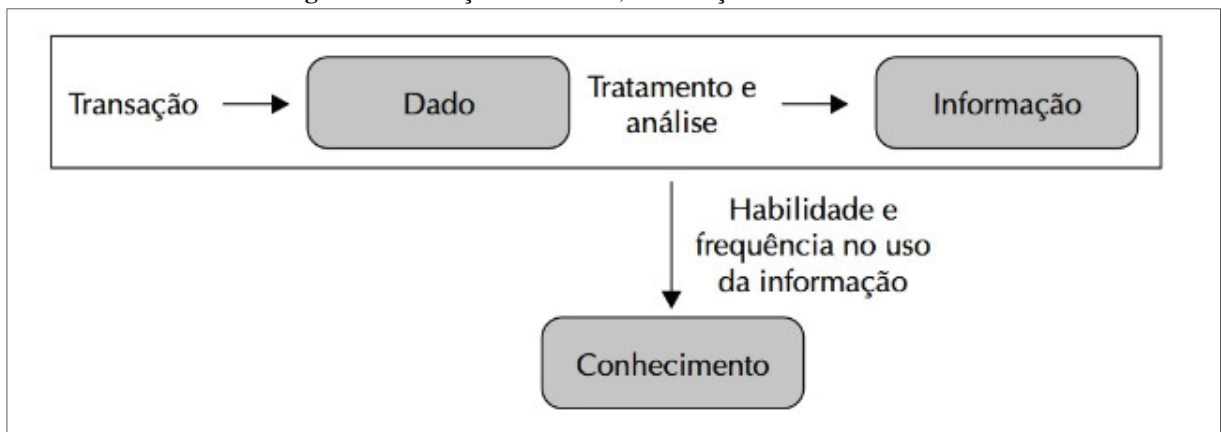 Transação
Dado
Tratamento e
análise
Informação
Habilidade e
frequência no uso
da informação
Conhecimento